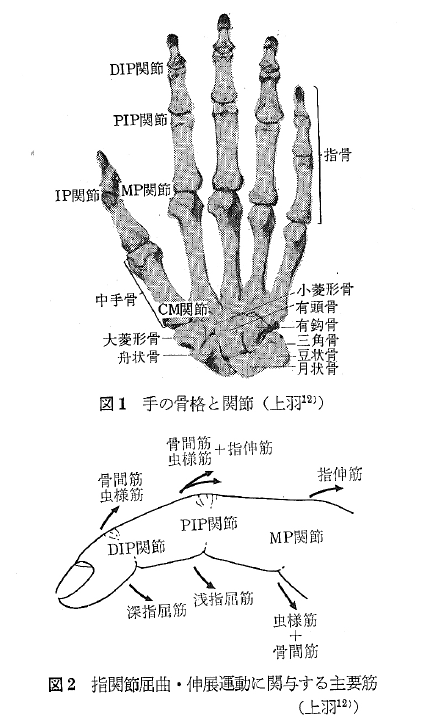 DIP関節
PIP関節
指骨
IP関節
MP関節
中手骨
CM関節
小菱形骨
有頭骨
大菱形骨
有鈎骨
舟状骨
三角骨
豆状骨
月状骨
図1 手の骨格と関節(上羽12))
骨間筋
虫様筋
+指伸筋
指伸筋
骨間筋
虫様筋
PIP関節
DIP関節
MP関節
深指屈筋
浅指屈筋
虫様筋
+
骨間筋
図2 指関節屈曲・伸展運動に関与する主要筋
(上羽12))